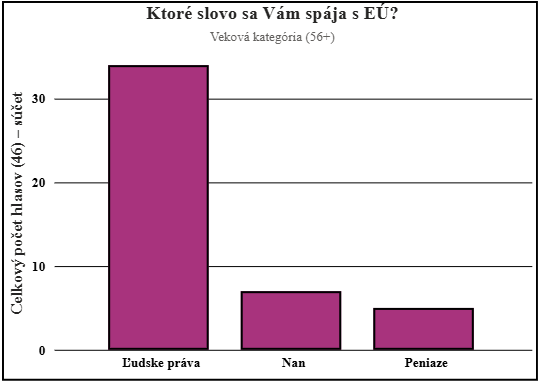 Ktoré slovo sa Vám spája s EÚ?
Veková kategória (56+)
Celkový počet hlasov (46) – súčet
30
20
10
0
Ľudske práva
Nan
Peniaze